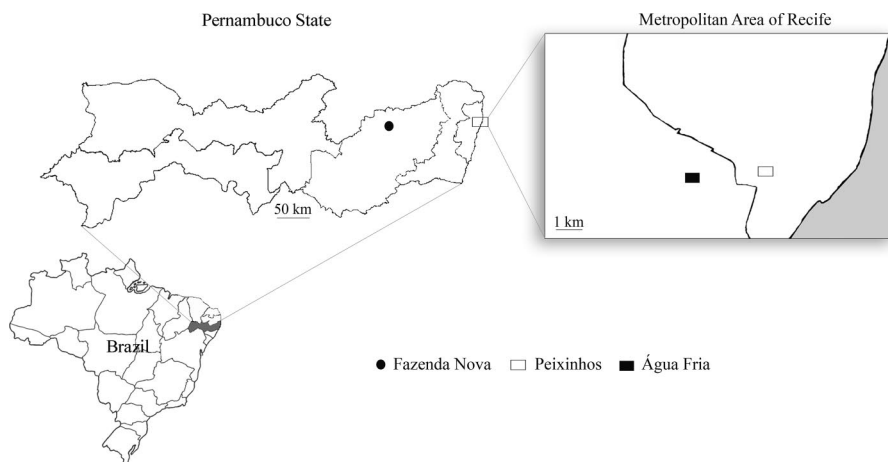 Pernambuco State
Metropolitan Area of Recife
50 km
1 km
Brazil
Fazenda Nova
Peixinhos
Água Fria